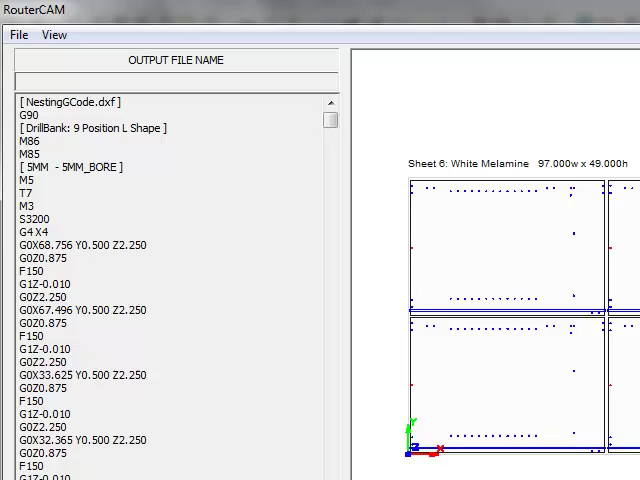 RouterCAM
File View
OUTPUT FILE NAME
[ NestingGCode.dxf ]
G90
[ DrillBank: 9 Position L Shape ]
M86
M85
[ 5MM  - 5MM_BORE ]
M5
T7
M3
S3200
G4 X4
G0X68.756 Y0.500 Z2.250
G0Z0.875
F150
G1Z-0.010
G0Z2.250
G0X67.496 Y0.500 Z2.250
G0Z0.875
F150
G1Z-0.010
G0Z2.250
G0X33.625 Y0.500 Z2.250
G0Z0.875
F150
G1Z-0.010
G0Z2.250
G0X32.365 Y0.500 Z2.250
G0Z0.875
F150
G1Z-0.010
Sheet 6: White Melamine   97.000w x 49.000h
Y
Z
X